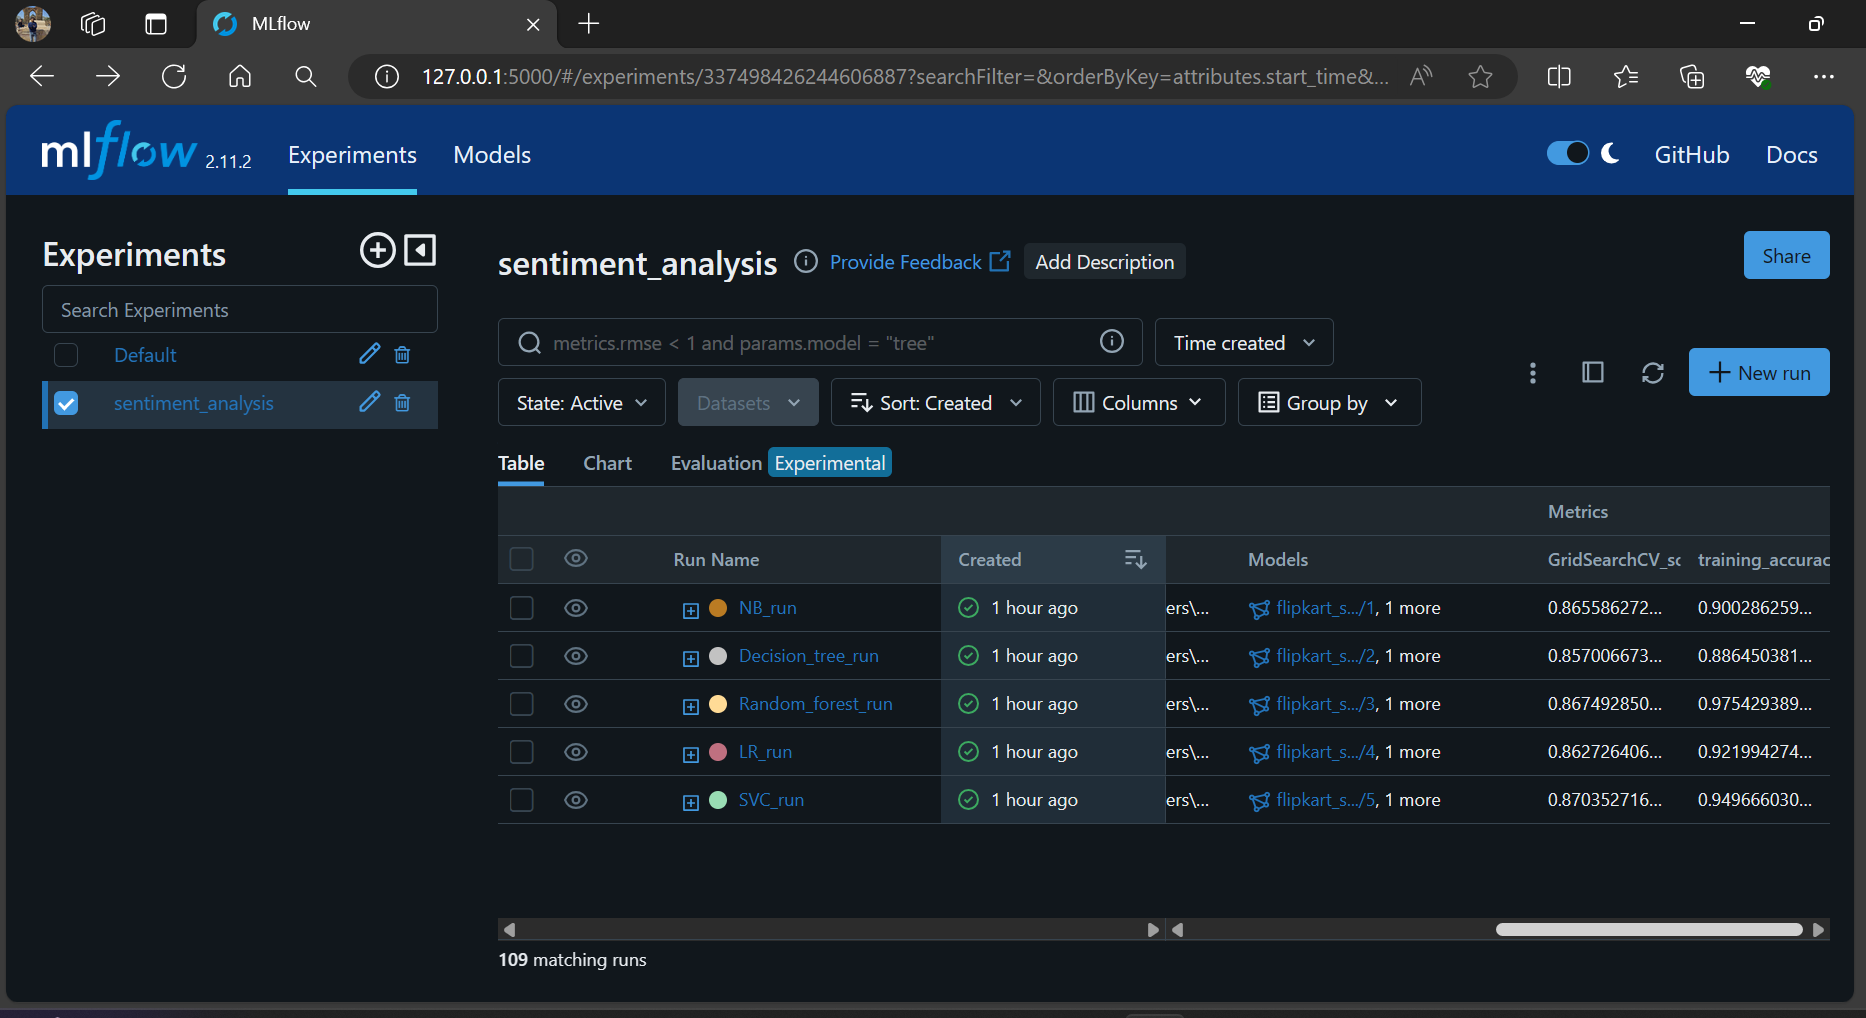 MLflow
127.0.0.1:5000/#/experiments/337498426244606887?searchFilter=&orderByKey=attributes.start_time&...
mlflow 2.11.2 Experiments Models GitHub Docs
Experiments
Search Experiments
Default
sentiment_analysis
sentiment_analysis Provide Feedback Add Description Share
metrics.rmse < 1 and params.model = "tree" Time created
State: Active Datasets Sort: Created Columns Group by
New run
Table Chart Evaluation Experimental
Metrics
Run Name Created Models GridSearchCV_sc training_accurac
NB_run 1 hour ago ers\... flipkart_s.../1, 1 more 0.865586272... 0.900286259...
Decision_tree_run 1 hour ago ers\... flipkart_s.../2, 1 more 0.857006673... 0.886450381...
Random_forest_run 1 hour ago ers\... flipkart_s.../3, 1 more 0.867492850... 0.975429389...
LR_run 1 hour ago ers\... flipkart_s.../4, 1 more 0.862726406... 0.921994274...
SVC_run 1 hour ago ers\... flipkart_s.../5, 1 more 0.870352716... 0.949666030...
109 matching runs